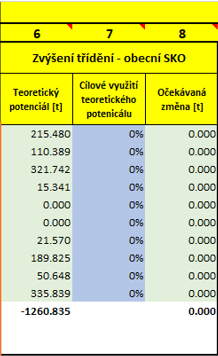 6 7 8
Zvýšení třídění - obecní SKO
Teoretický potenciál [t] Cílové využití teoretického potenicálu Očekávaná změna [t]
215.480 0% 0.000
110.389 0% 0.000
321.742 0% 0.000
15.341 0% 0.000
0.000 0% 0.000
0.000 0% 0.000
21.570 0% 0.000
189.825 0% 0.000
50.648 0% 0.000
335.839 0% 0.000
-1260.835 0.000